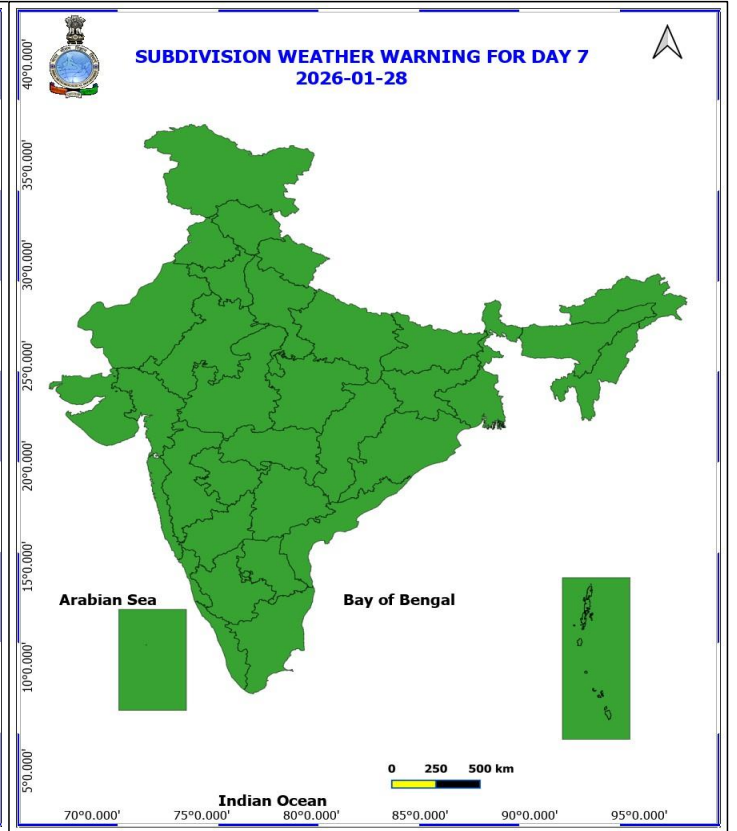 SUBDIVISION WEATHER WARNING FOR DAY 7
2026-01-28
40°0.000'
35°0.000'
30°0.000'
25°0.000'
20°0.000'
15°0.000'
10°0.000'
5°0.000'
Arabian Sea
Bay of Bengal
0 250 500 km
Indian Ocean
70°0.000' 75°0.000' 80°0.000' 85°0.000' 90°0.000' 95°0.000'